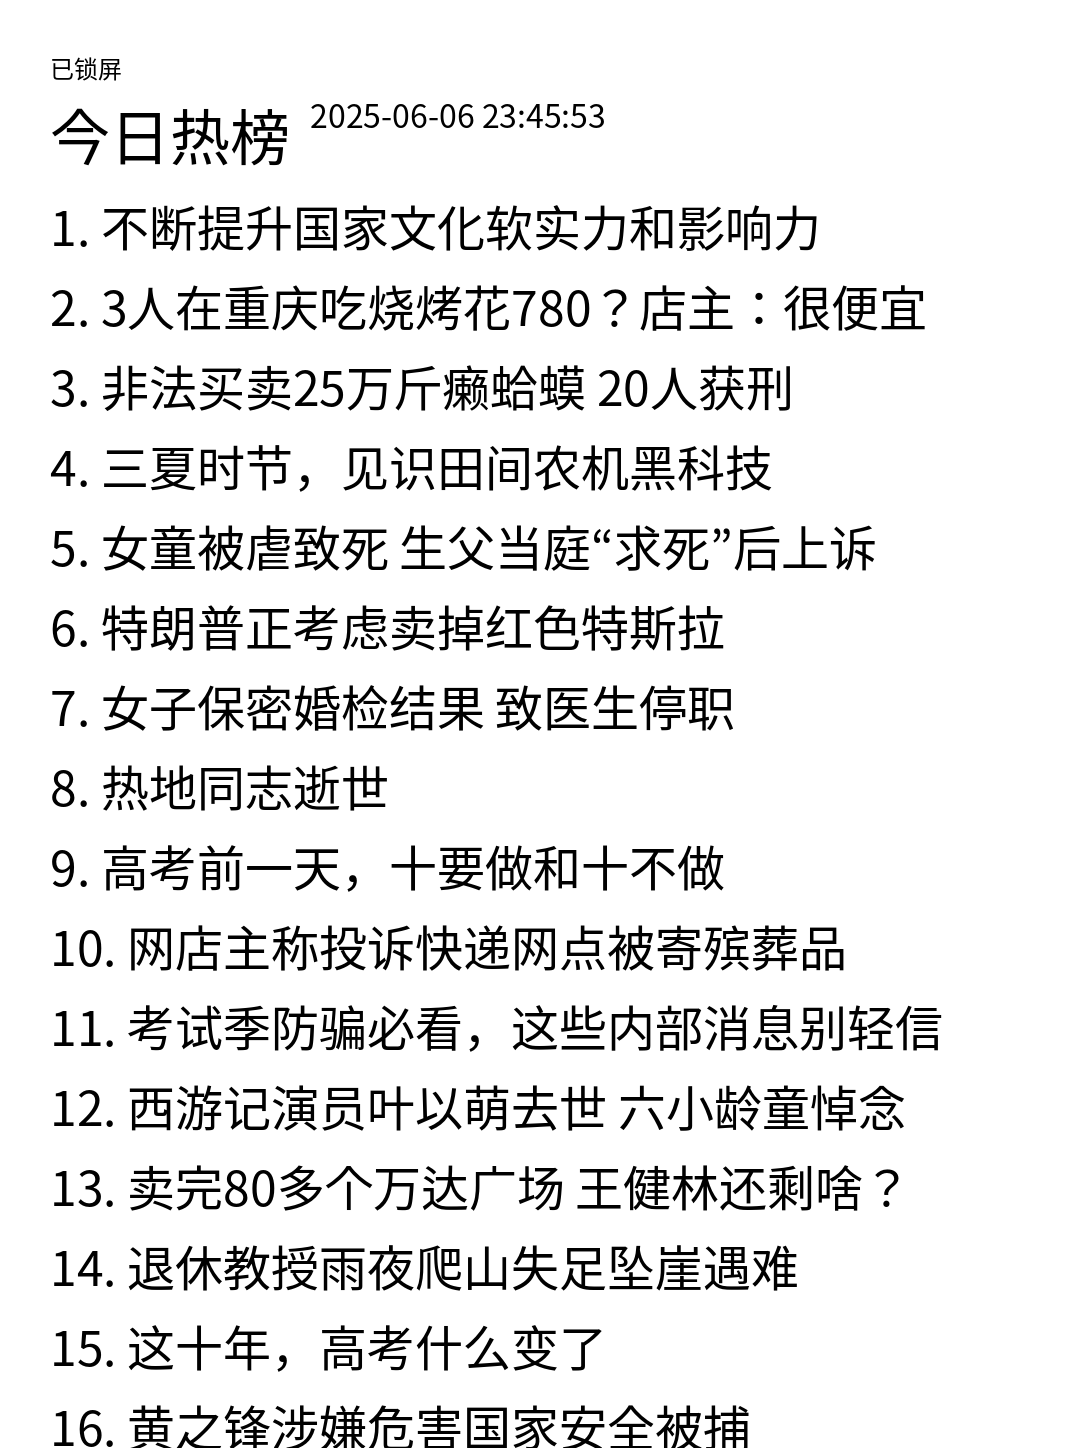 已锁屏
今日热榜 2025-06-06 23:45:53
1. 不断提升国家文化软实力和影响力
2. 3人在重庆吃烧烤花780？店主：很便宜
3. 非法买卖25万斤癞蛤蟆 20人获刑
4. 三夏时节，见识田间农机黑科技
5. 女童被虐致死 生父当庭“求死”后上诉
6. 特朗普正考虑卖掉红色特斯拉
7. 女子保密婚检结果 致医生停职
8. 热地同志逝世
9. 高考前一天，十要做和十不做
10. 网店主称投诉快递网点被寄殡葬品
11. 考试季防骗必看，这些内部消息别轻信
12. 西游记演员叶以萌去世 六小龄童悼念
13. 卖完80多个万达广场 王健林还剩啥？
14. 退休教授雨夜爬山失足坠崖遇难
15. 这十年，高考什么变了
16. 黄之锋涉嫌危害国家安全被捕